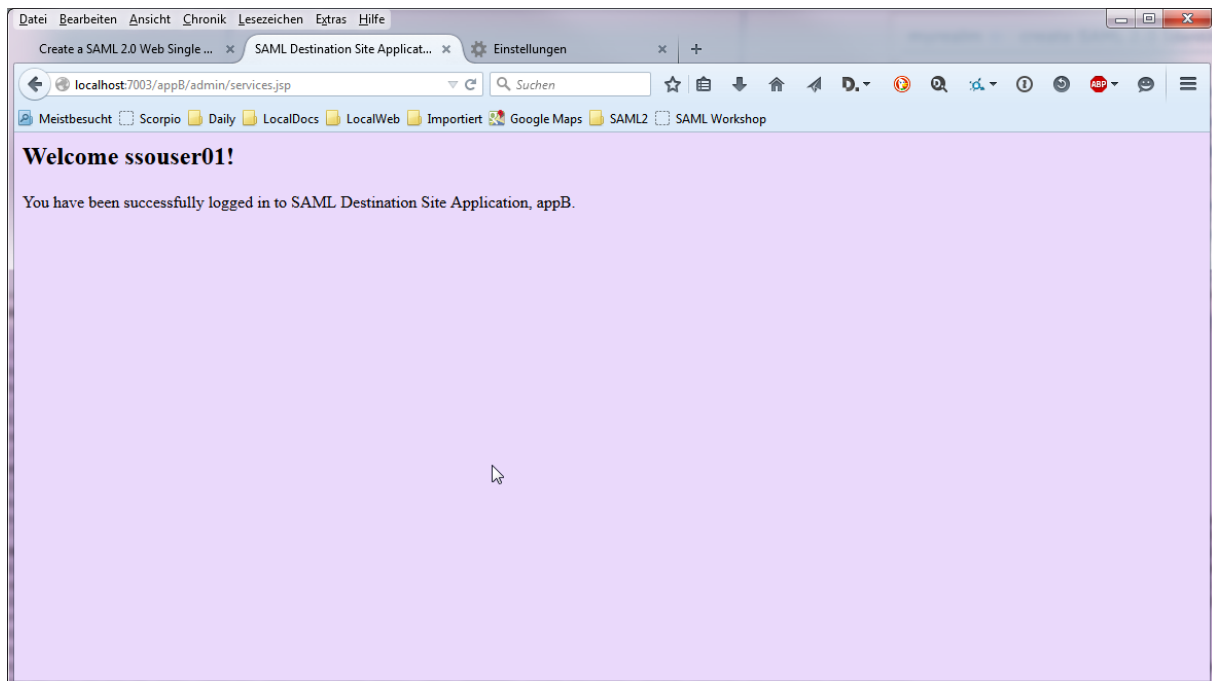 Datei Bearbeiten Ansicht Chronik Lesezeichen Extras Hilfe
Create a SAML 2.0 Web Single ... × SAML Destination Site Applicat... × Einstellungen × +
localhost:7003/appB/admin/services.jsp Suchen D. ABP
Meistbesucht Scorpio Daily LocalDocs LocalWeb Importiert Google Maps SAML2 SAML Workshop
Welcome ssouser01!
You have been successfully logged in to SAML Destination Site Application, appB.